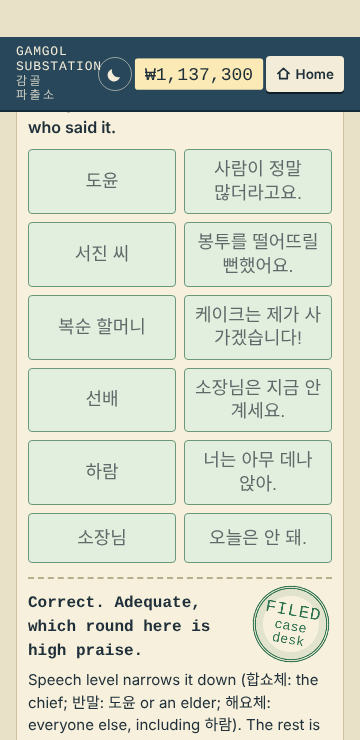 GAMGOL
SUBSTATION
감골
파출소
₩1,137,300
Home
who said it.
도윤
사람이 정말
많더라고요.
서진 씨
봉투를 떨어뜨릴
뻔했어요.
복순 할머니
케이크는 제가 사
가겠습니다!
선배
소장님은 지금 안
계세요.
하람
너는 아무 데나
앉아.
소장님
오늘은 안 돼.
Correct. Adequate,
which round here is
high praise.
FILED
case
desk
Speech level narrows it down (합쇼체: the
chief; 반말: 도윤 or an elder; 해요체:
everyone else, including 하람). The rest is